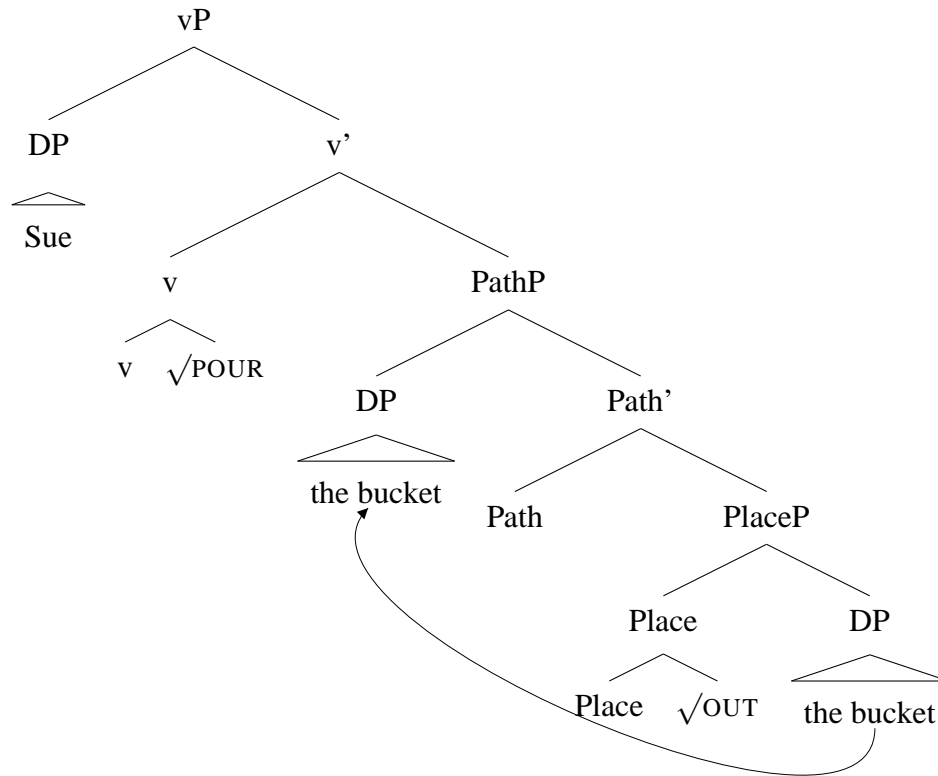 vP
DP v’
Sue
v PathP
v √POUR
DP Path’
the bucket Path PlaceP
Place DP
Place √OUT the bucket